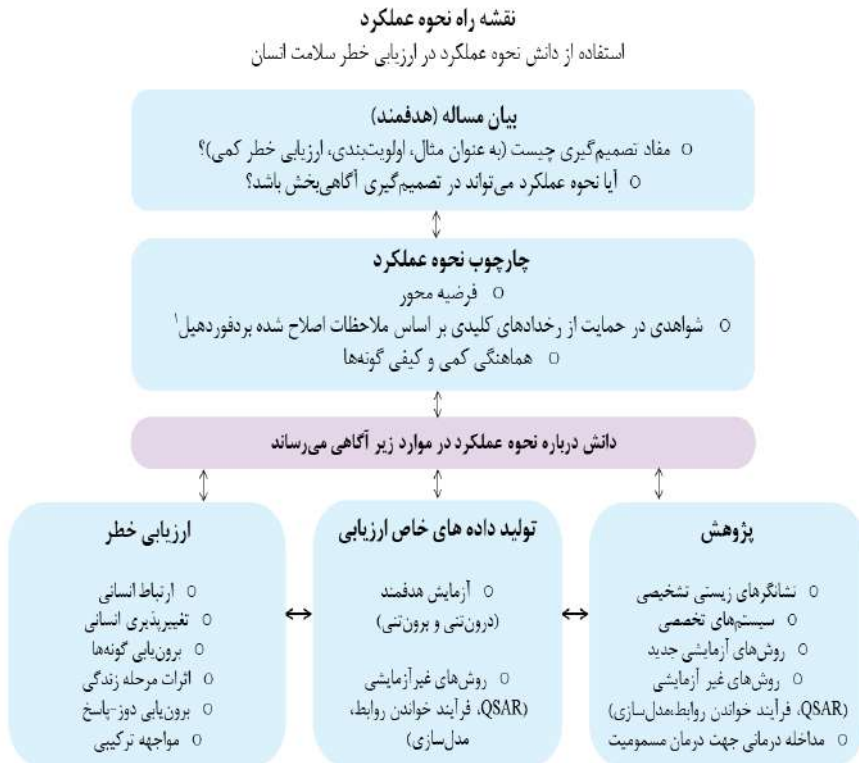 نقشه راه نحوه عملکرد
استفاده از دانش نحوه عملکرد در ارزیابی خطر سلامت انسان
بیان مساله (هدفمند)
o مفاد تصمیم‌گیری چیست (به عنوان مثال، اولویت‌بندی، ارزیابی خطر کمی)؟
o آیا نحوه عملکرد می‌تواند در تصمیم‌گیری آگاهی‌بخش باشد؟
چارچوب نحوه عملکرد
o فرضیه محور
o شواهدی در حمایت از رخدادهای کلیدی بر اساس ملاحظات اصلاح شده بردفوردهیل¹
o هماهنگی کمی و کیفی گونه‌ها
دانش درباره نحوه عملکرد در موارد زیر آگاهی می‌رساند
پژوهش
o نشانگرهای زیستی تشخیصی
o سیستم‌های تخصصی
o روش‌های آزمایشی جدید
o روش‌های غیر آزمایشی
(QSAR، فرآیند خواندن روابط،مدل‌سازی)
o مداخله درمانی جهت درمان مسمومیت
تولید داده های خاص ارزیابی
o آزمایش هدفمند
(درون‌تنی و برون‌تنی)
o روش‌های غیرآزمایشی
(QSAR، فرآیند خواندن روابط،
مدل‌سازی)
ارزیابی خطر
o ارتباط انسانی
o تغییرپذیری انسانی
o برون‌یابی گونه‌ها
o اثرات مرحله زندگی
o برون‌یابی دوز-پاسخ
o مواجهه ترکیبی